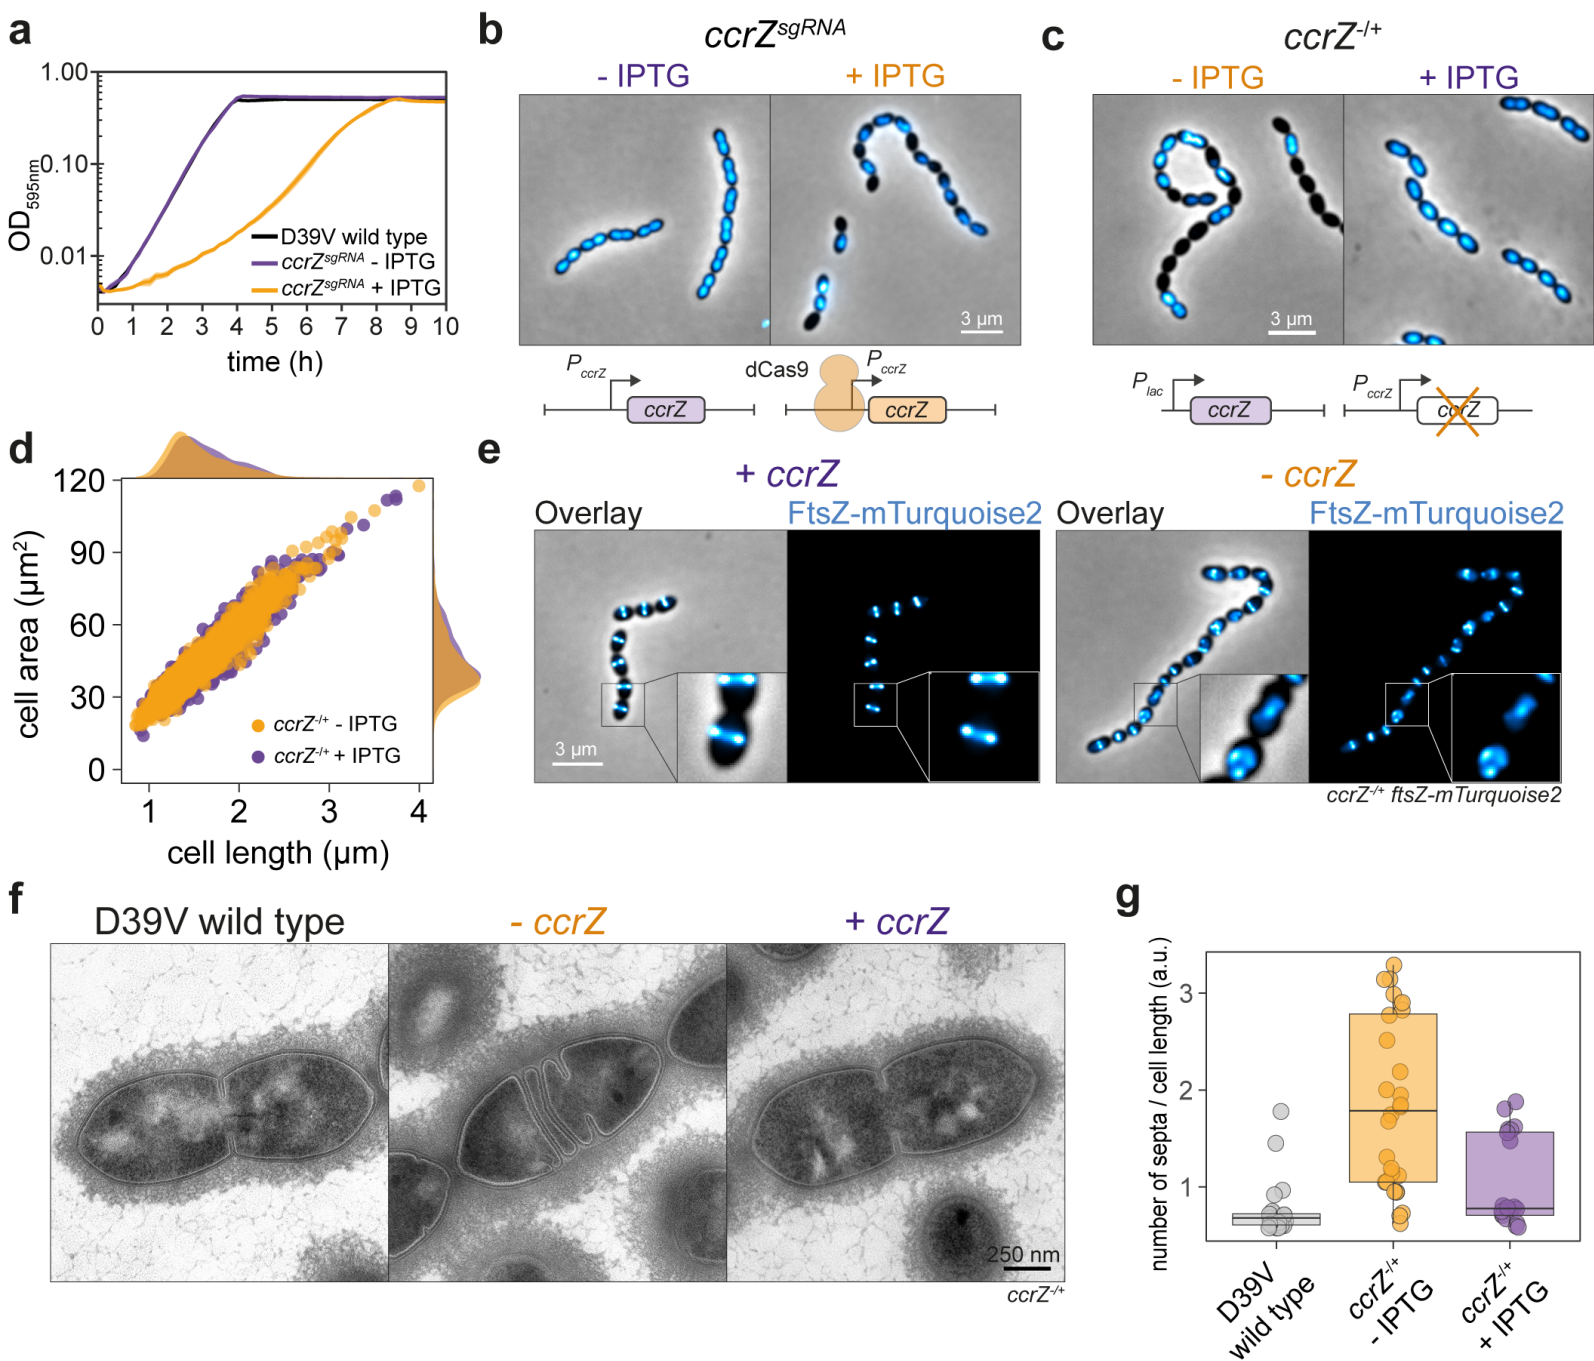 a
1.00
0.10
0.01
OD595nm
D39V wild type
ccrZsgRNA - IPTG
ccrZsgRNA + IPTG
0 1 2 3 4 5 6 7 8 9 10
time (h)
b
ccrZsgRNA
- IPTG
+ IPTG
3 µm
PccrZ
ccrZ
dCas9
PccrZ
ccrZ
c
ccrZ-/+
- IPTG
+ IPTG
3 µm
Plac
ccrZ
PccrZ
ccrZ
d
120
90
60
30
0
cell area (µm2)
ccrZ-/+ - IPTG
ccrZ-/+ + IPTG
1 2 3 4
cell length (µm)
e
+ ccrZ
Overlay
FtsZ-mTurquoise2
3 µm
- ccrZ
Overlay
FtsZ-mTurquoise2
ccrZ-/+ ftsZ-mTurquoise2
f
D39V wild type
- ccrZ
+ ccrZ
250 nm
ccrZ-/+
g
number of septa / cell length (a.u.)
3
2
1
D39V
wild type
ccrZ-/+
- IPTG
ccrZ-/+
+ IPTG